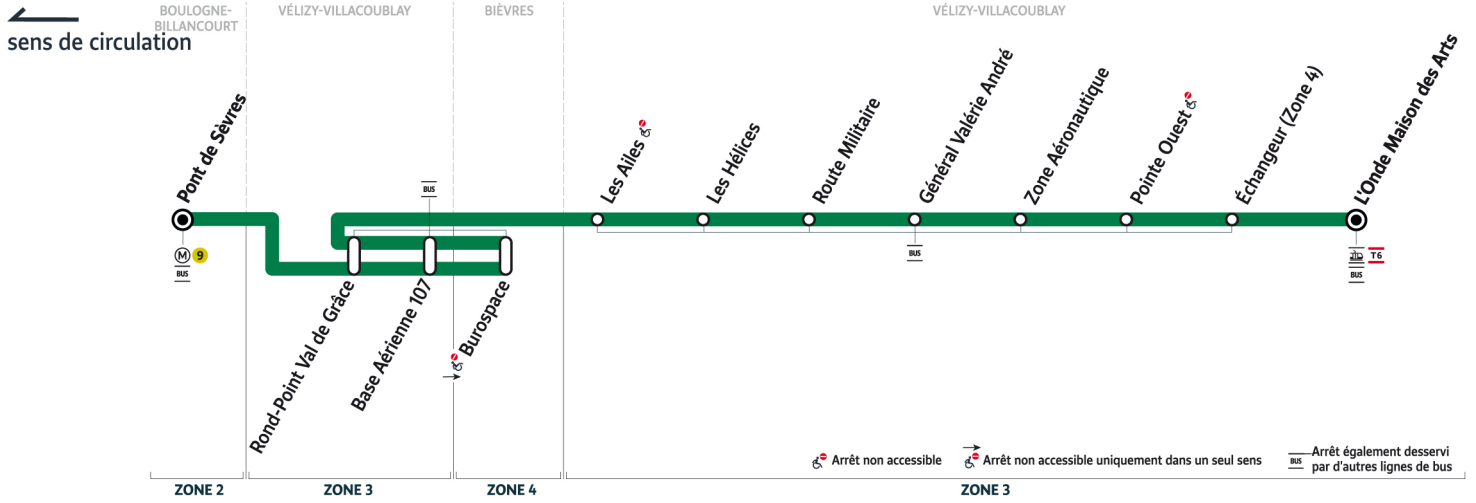 BOULOGNE-
BILLANCOURT
VÉLIZY-VILLACOUBLAY
BIÈVRES
VÉLIZY-VILLACOUBLAY
sens de circulation
Pont de Sèvres
M 9
BUS
BUS
Rond-Point Val de Grâce
Base Aérienne 107
Burospace
Les Ailes
Les Hélices
Route Militaire
Général Valérie André
BUS
Zone Aéronautique
Pointe Ouest
Échangeur (Zone 4)
L'Onde Maison des Arts
T6
BUS
Arrêt non accessible
Arrêt non accessible uniquement dans un seul sens
BUS
Arrêt également desservi
par d'autres lignes de bus
ZONE 2
ZONE 3
ZONE 4
ZONE 3